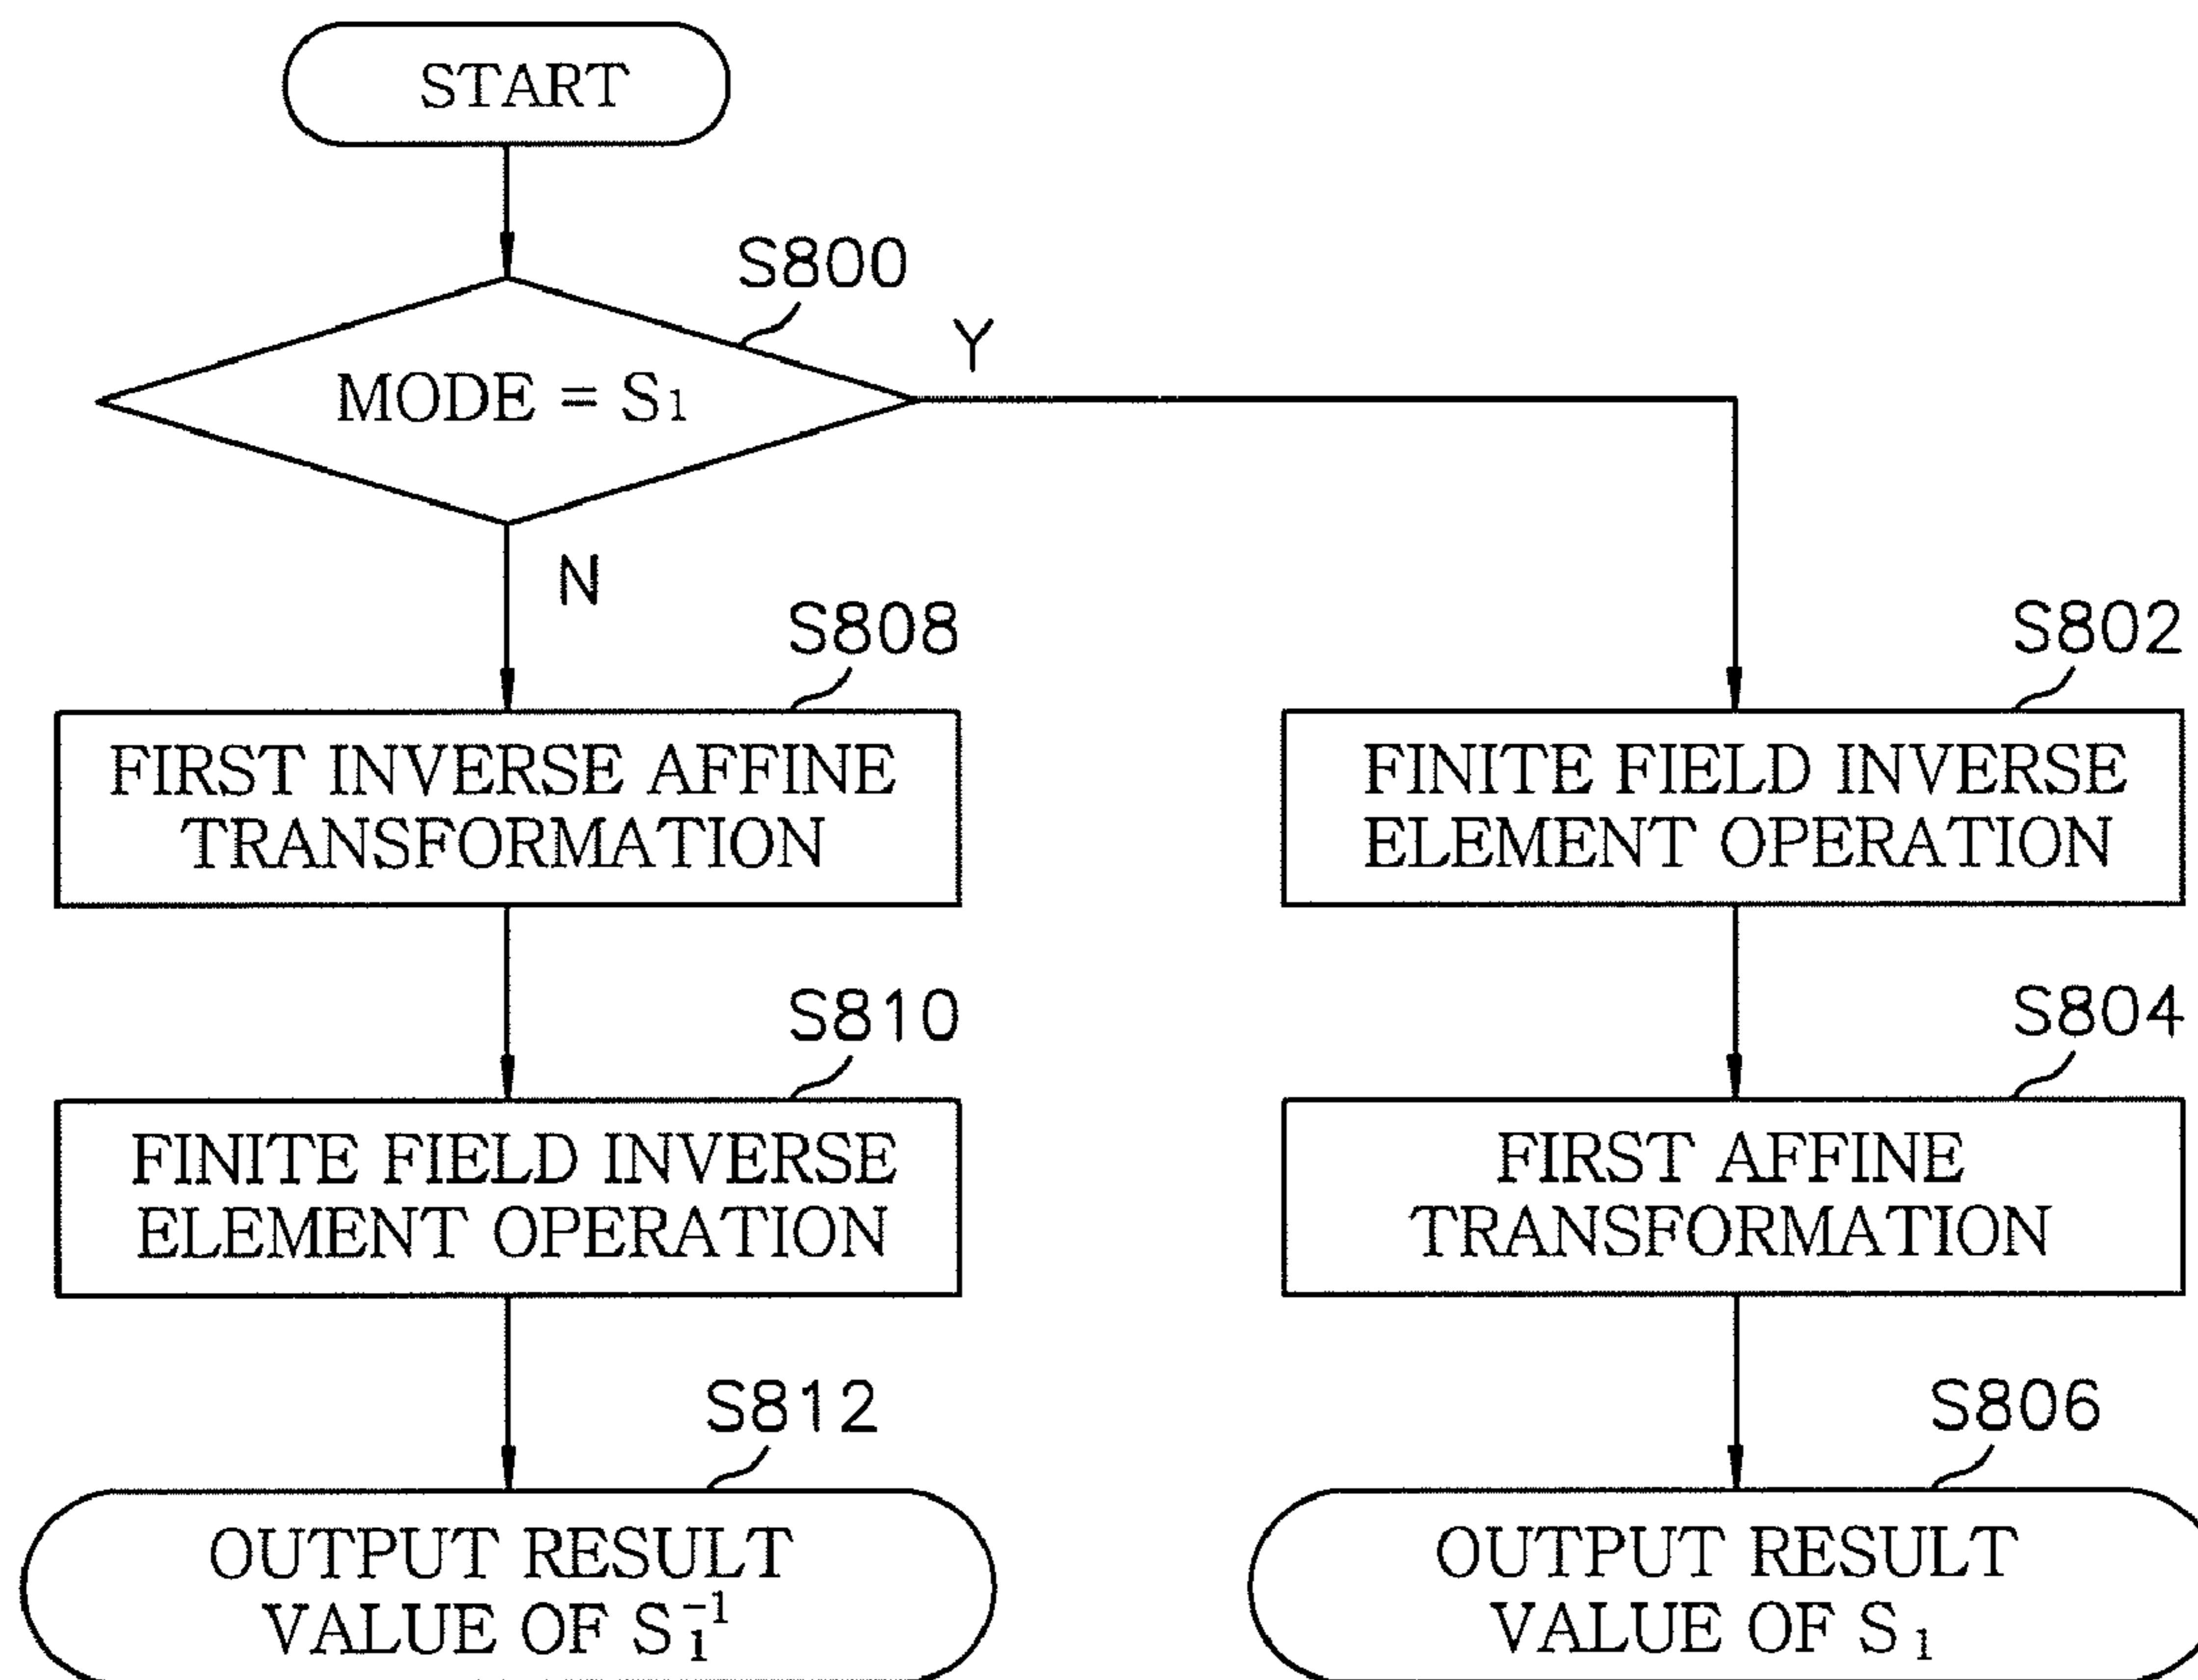 START
S800
MODE = S₁
Y
N
S808
FIRST INVERSE AFFINE
TRANSFORMATION
S802
FINITE FIELD INVERSE
ELEMENT OPERATION
S810
FINITE FIELD INVERSE
ELEMENT OPERATION
S804
FIRST AFFINE
TRANSFORMATION
S812
OUTPUT RESULT
VALUE OF S₁⁻¹
S806
OUTPUT RESULT
VALUE OF S₁